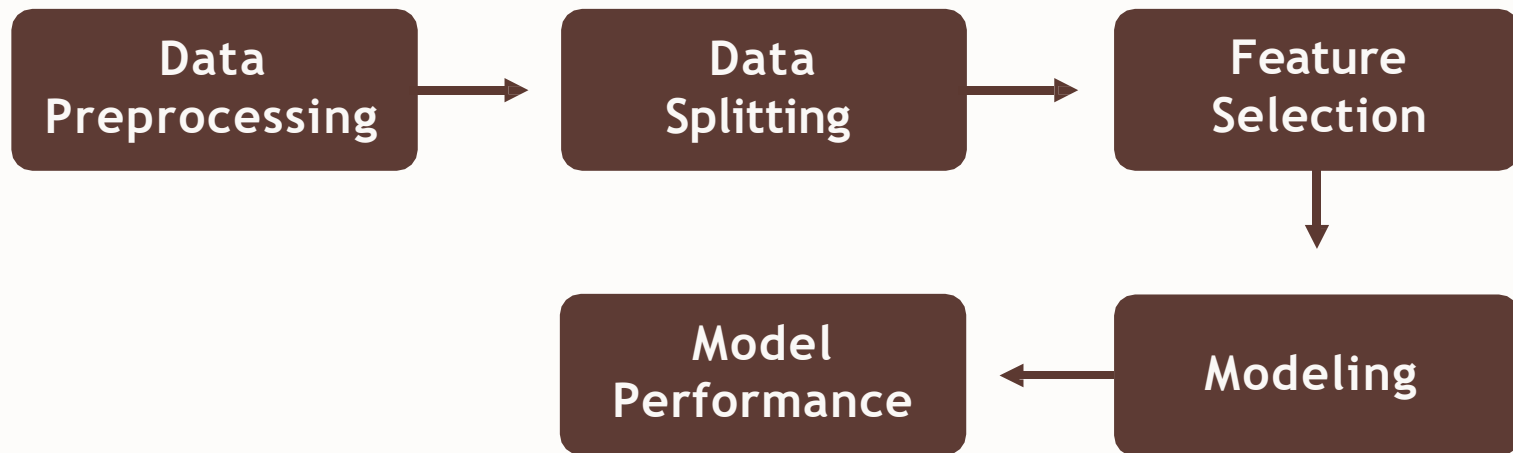 Data
Preprocessing
Data
Splitting
Feature
Selection
Modeling
Model
Performance